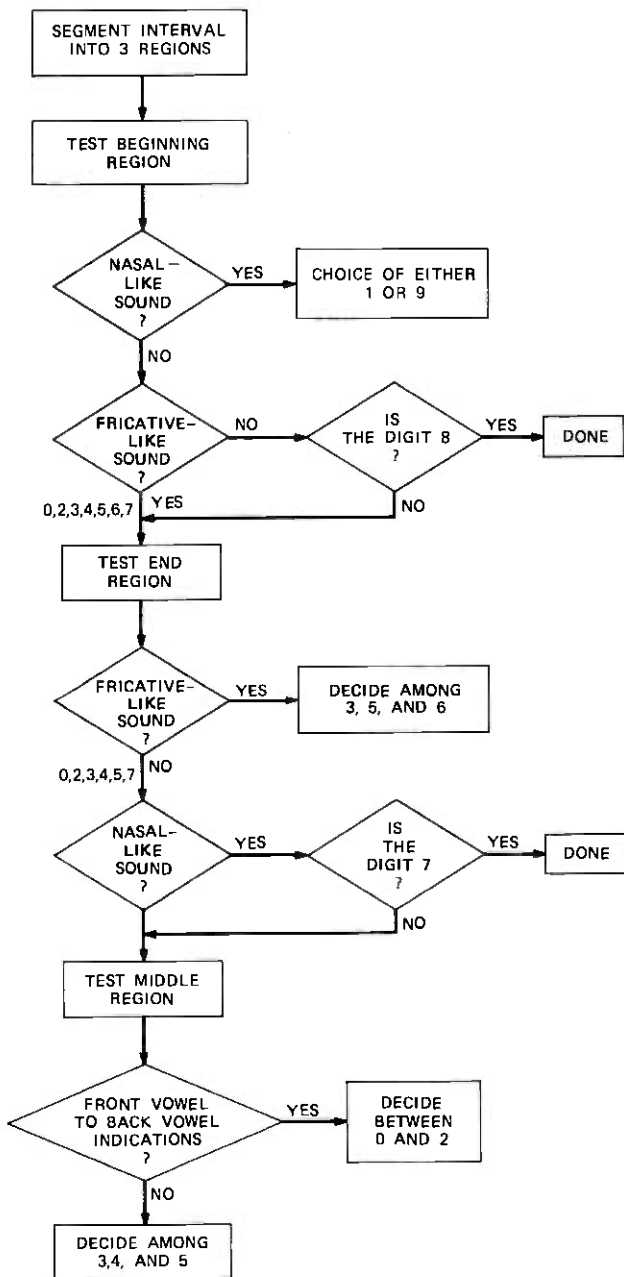 SEGMENT INTERVAL
INTO 3 REGIONS
TEST BEGINNING
REGION
NASAL-
LIKE
SOUND
?
YES
CHOICE OF EITHER
1 OR 9
NO
FRICATIVE-
LIKE
SOUND
?
NO
IS
THE DIGIT 8
?
YES
DONE
0,2,3,4,5,6,7
YES
NO
TEST END
REGION
FRICATIVE-
LIKE
SOUND
?
YES
DECIDE AMONG
3, 5, AND 6
0,2,3,4,5,7
NO
NASAL-
LIKE
SOUND
?
YES
IS
THE
DIGIT 7
?
YES
DONE
NO
TEST MIDDLE
REGION
FRONT VOWEL
TO BACK VOWEL
INDICATIONS
?
YES
DECIDE
BETWEEN
0 AND 2
NO
DECIDE AMONG
3,4, AND 5